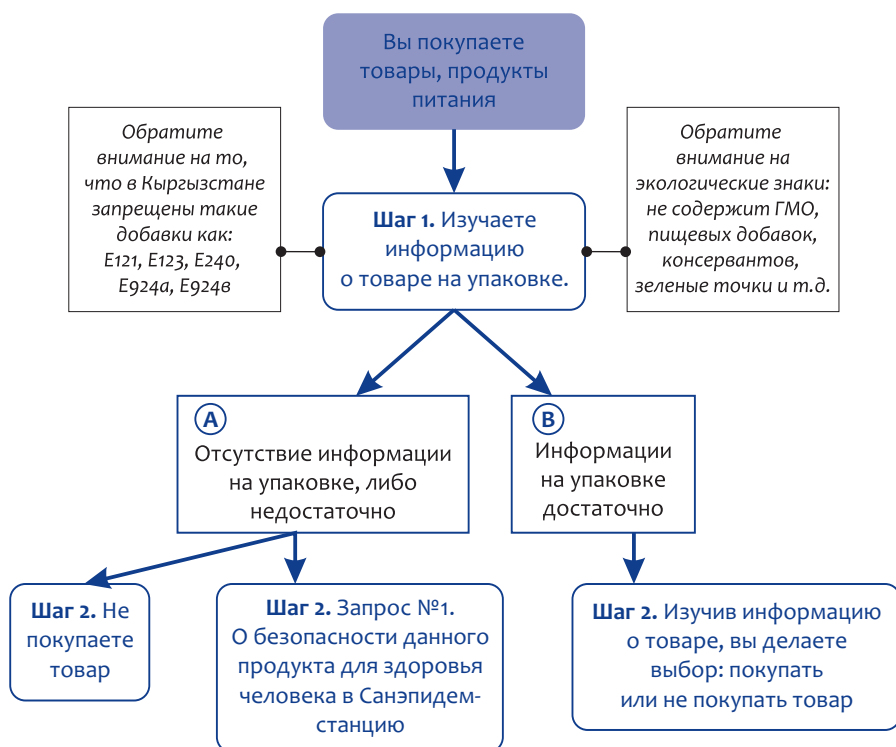 Вы покупаете
товары, продукты
питания
Обратите
внимание на то,
что в Кыргызстане
запрещены такие
добавки как:
Е121, Е123, Е240,
Е924а, Е924в
Шаг 1. Изучаете
информацию
о товаре на упаковке.
Обратите
внимание на
экологические знаки:
не содержит ГМО,
пищевых добавок,
консервантов,
зеленые точки и т.д.
А
Отсутствие информации
на упаковке, либо
недостаточно
В
Информации
на упаковке
достаточно
Шаг 2. Не
покупаете
товар
Шаг 2. Запрос №1.
О безопасности данного
продукта для здоровья
человека в Санэпидем-
станцию
Шаг 2. Изучив информацию
о товаре, вы делаете
выбор: покупать
или не покупать товар